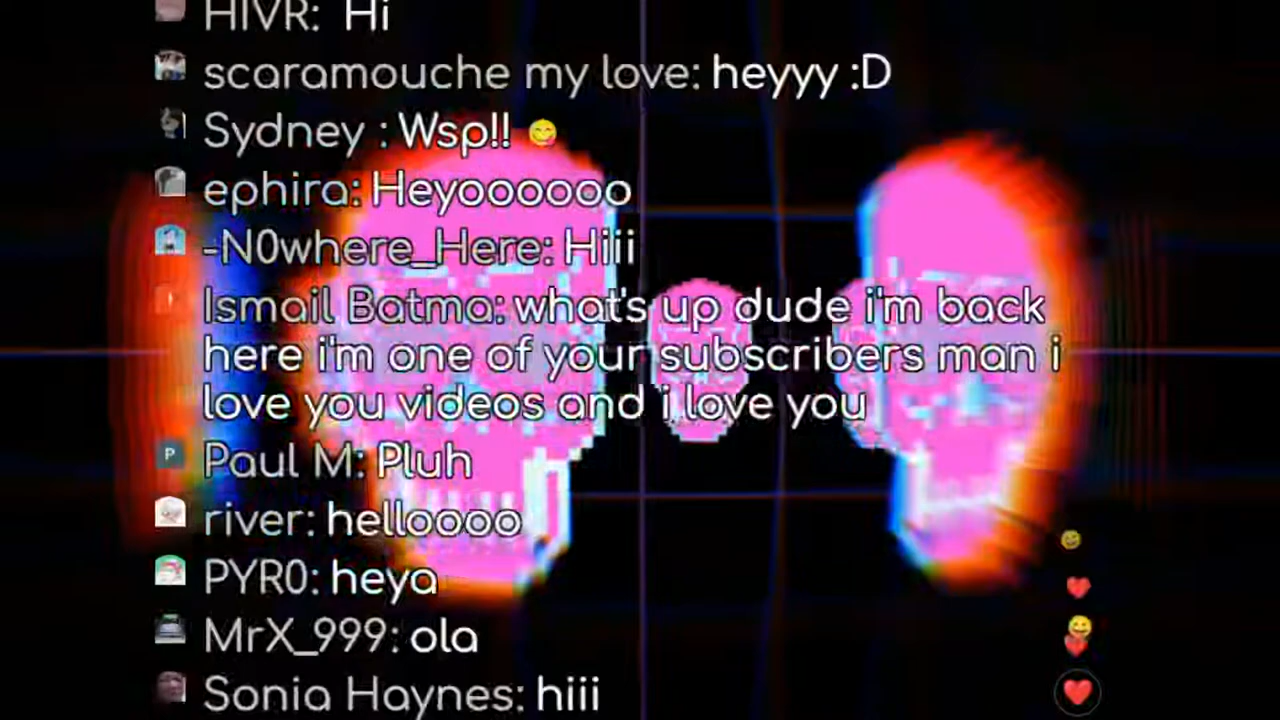 HIVR: Hi
scaramouche my love: heyyy :D
Sydney : Wsp!! 😋
ephira: Heyoooooo
-N0where_Here: Hiii
Ismail Batma: what's up dude i'm back
here i'm one of your subscribers man i
love you videos and i love you
P
Paul M: Pluh
river: helloooo
PYR0: heya
MrX_999: ola
Sonia Haynes: hiii